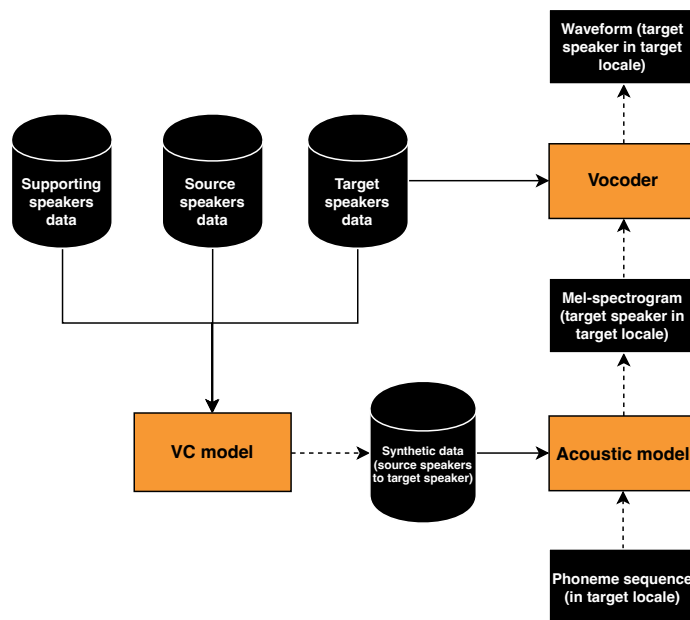 Waveform (target
speaker in target
locale)
Supporting
speakers
data
Source
speakers
data
Target
speakers
data
Vocoder
Mel-spectrogram
(target speaker in
target locale)
VC model
Synthetic data
(source speakers
to target speaker)
Acoustic model
Phoneme sequence
(in target locale)